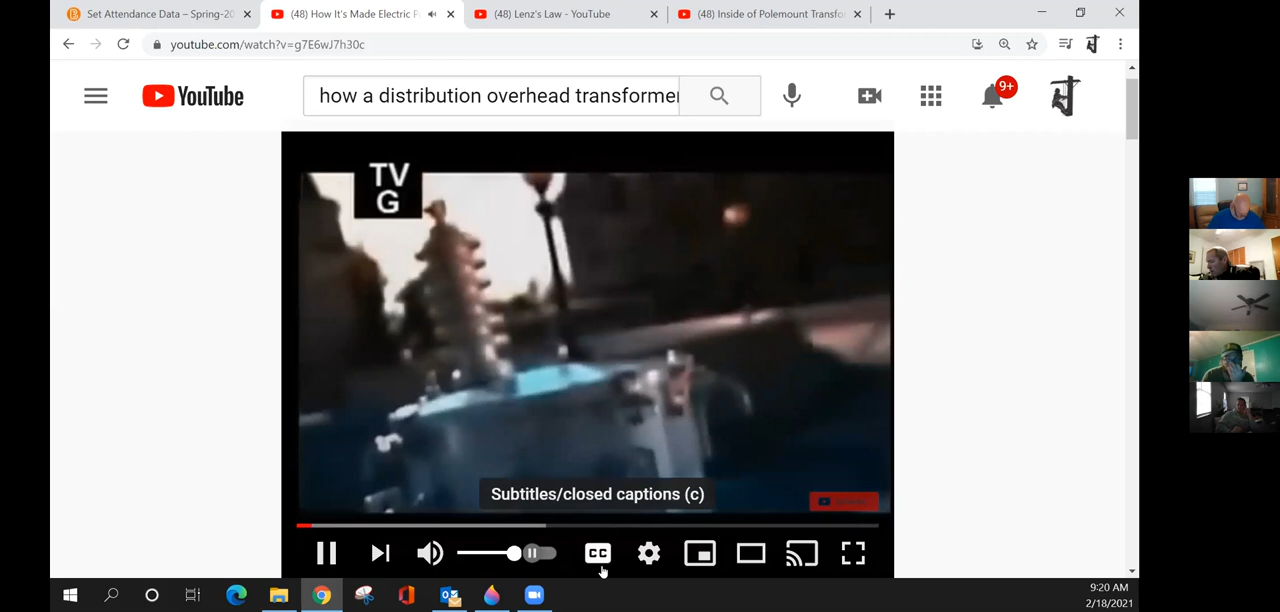 Set Attendance Data – Spring-20
(48) How It's Made Electric P
(48) Lenz's Law - YouTube
(48) Inside of Polemount Transfo
youtube.com/watch?v=g7E6wJ7h30c
YouTube
how a distribution overhead transformer
9+
TV
G
Subtitles/closed captions (c)
CC
9:20 AM
2/18/2021